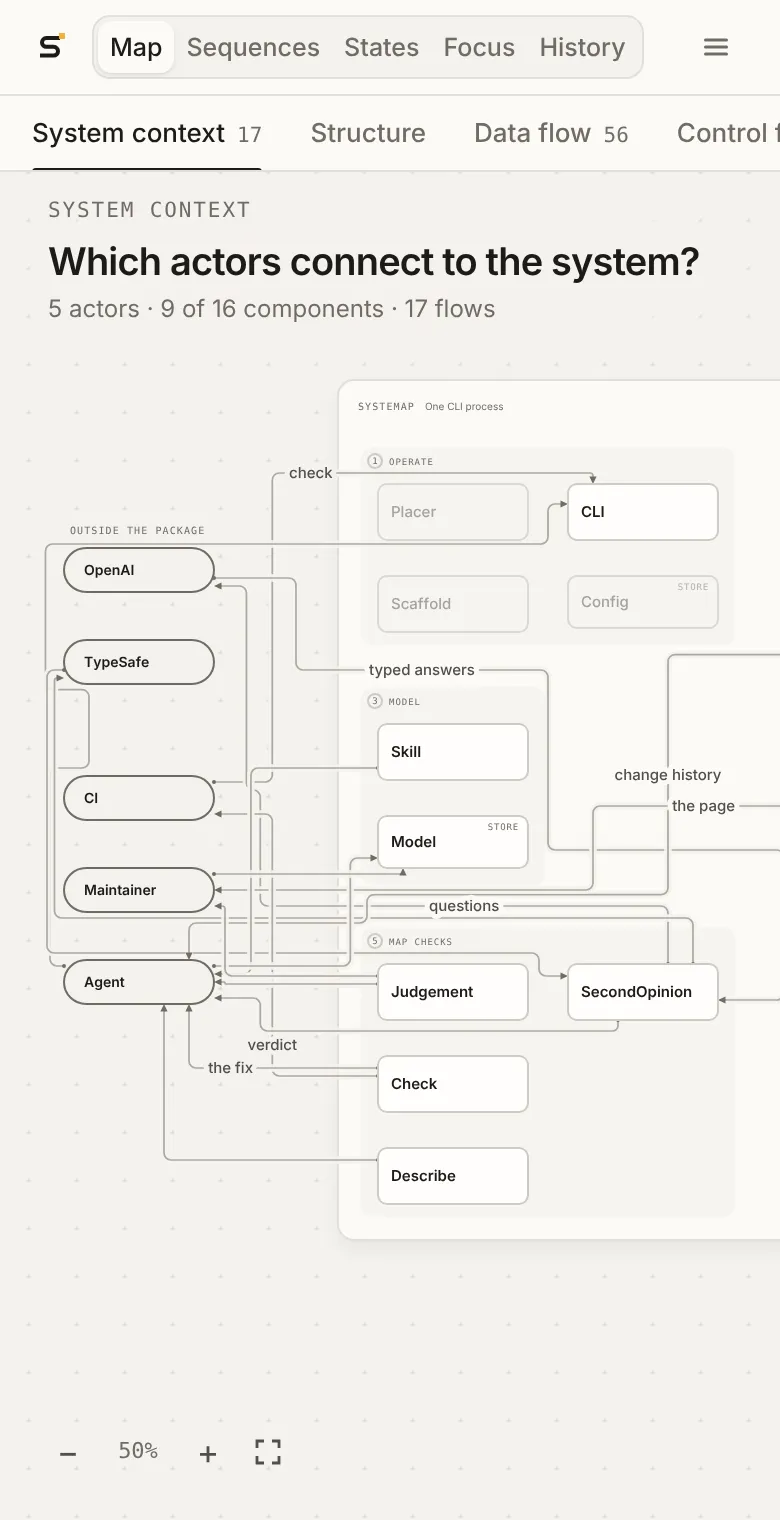 S
Map Sequences States Focus History
System context 17 Structure Data flow 56 Control f
SYSTEM CONTEXT
Which actors connect to the system?
5 actors · 9 of 16 components · 17 flows
SYSTEMAP One CLI process
1 OPERATE
check
Placer
CLI
OUTSIDE THE PACKAGE
OpenAI
Scaffold
STORE
Config
TypeSafe
typed answers
3 MODEL
Skill
change history
CI
the page
STORE
Model
Maintainer
questions
5 MAP CHECKS
Agent
Judgement
SecondOpinion
verdict
the fix
Check
Describe
− 50% +